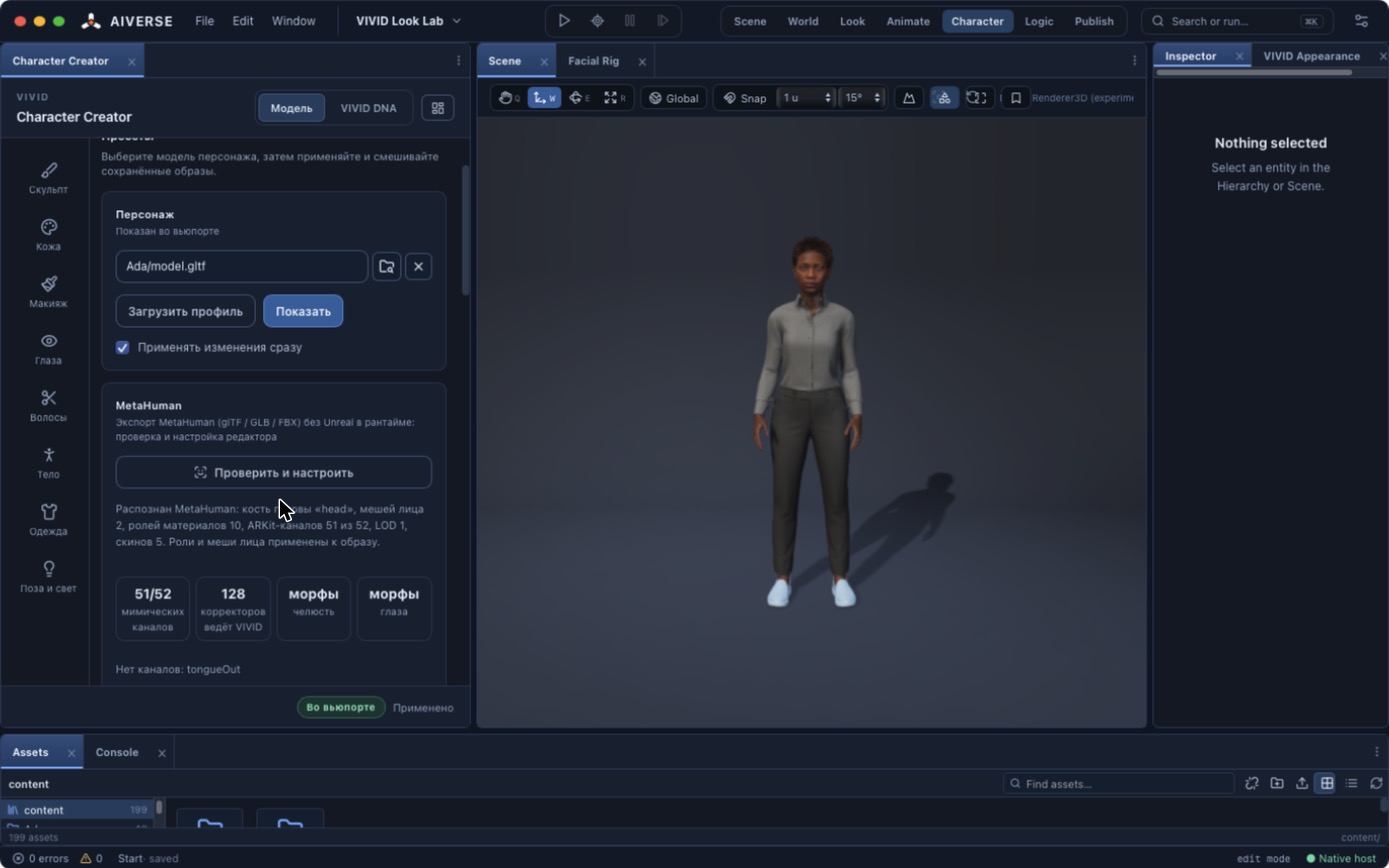 AIVERSE
File
Edit
Window
VIVID Look Lab
Scene
World
Look
Animate
Character
Logic
Publish
Search or run...
⌘K
Character Creator
Scene
Facial Rig
Inspector
VIVID Appearance
VIVID
Character Creator
Модель
VIVID DNA
Q
W
E
R
Global
Snap
1 u
15°
Renderer3D (experime
Nothing selected
Select an entity in the
Hierarchy or Scene.
Скульпт
Кожа
Макияж
Глаза
Волосы
Тело
Одежда
Поза и свет
Выберите модель персонажа, затем применяйте и смешивайте
сохранённые образы.
Персонаж
Показан во вьюпорте
Ada/model.gltf
Загрузить профиль
Показать
Применять изменения сразу
MetaHuman
Экспорт MetaHuman (glTF / GLB / FBX) без Unreal в рантайме:
проверка и настройка редактора
Проверить и настроить
Распознан MetaHuman: кость головы «head», мешей лица
2, ролей материалов 10, ARKit-каналов 51 из 52, LOD 1,
скинов 5. Роли и меши лица применены к образу.
51/52
мимических
каналов
128
корректоров
ведёт VIVID
морфы
челюсть
морфы
глаза
Нет каналов: tongueOut
Во вьюпорте
Применено
Assets
Console
content
Find assets...
content
199
199 assets
content/
0 errors
0
Start · saved
edit mode
Native host